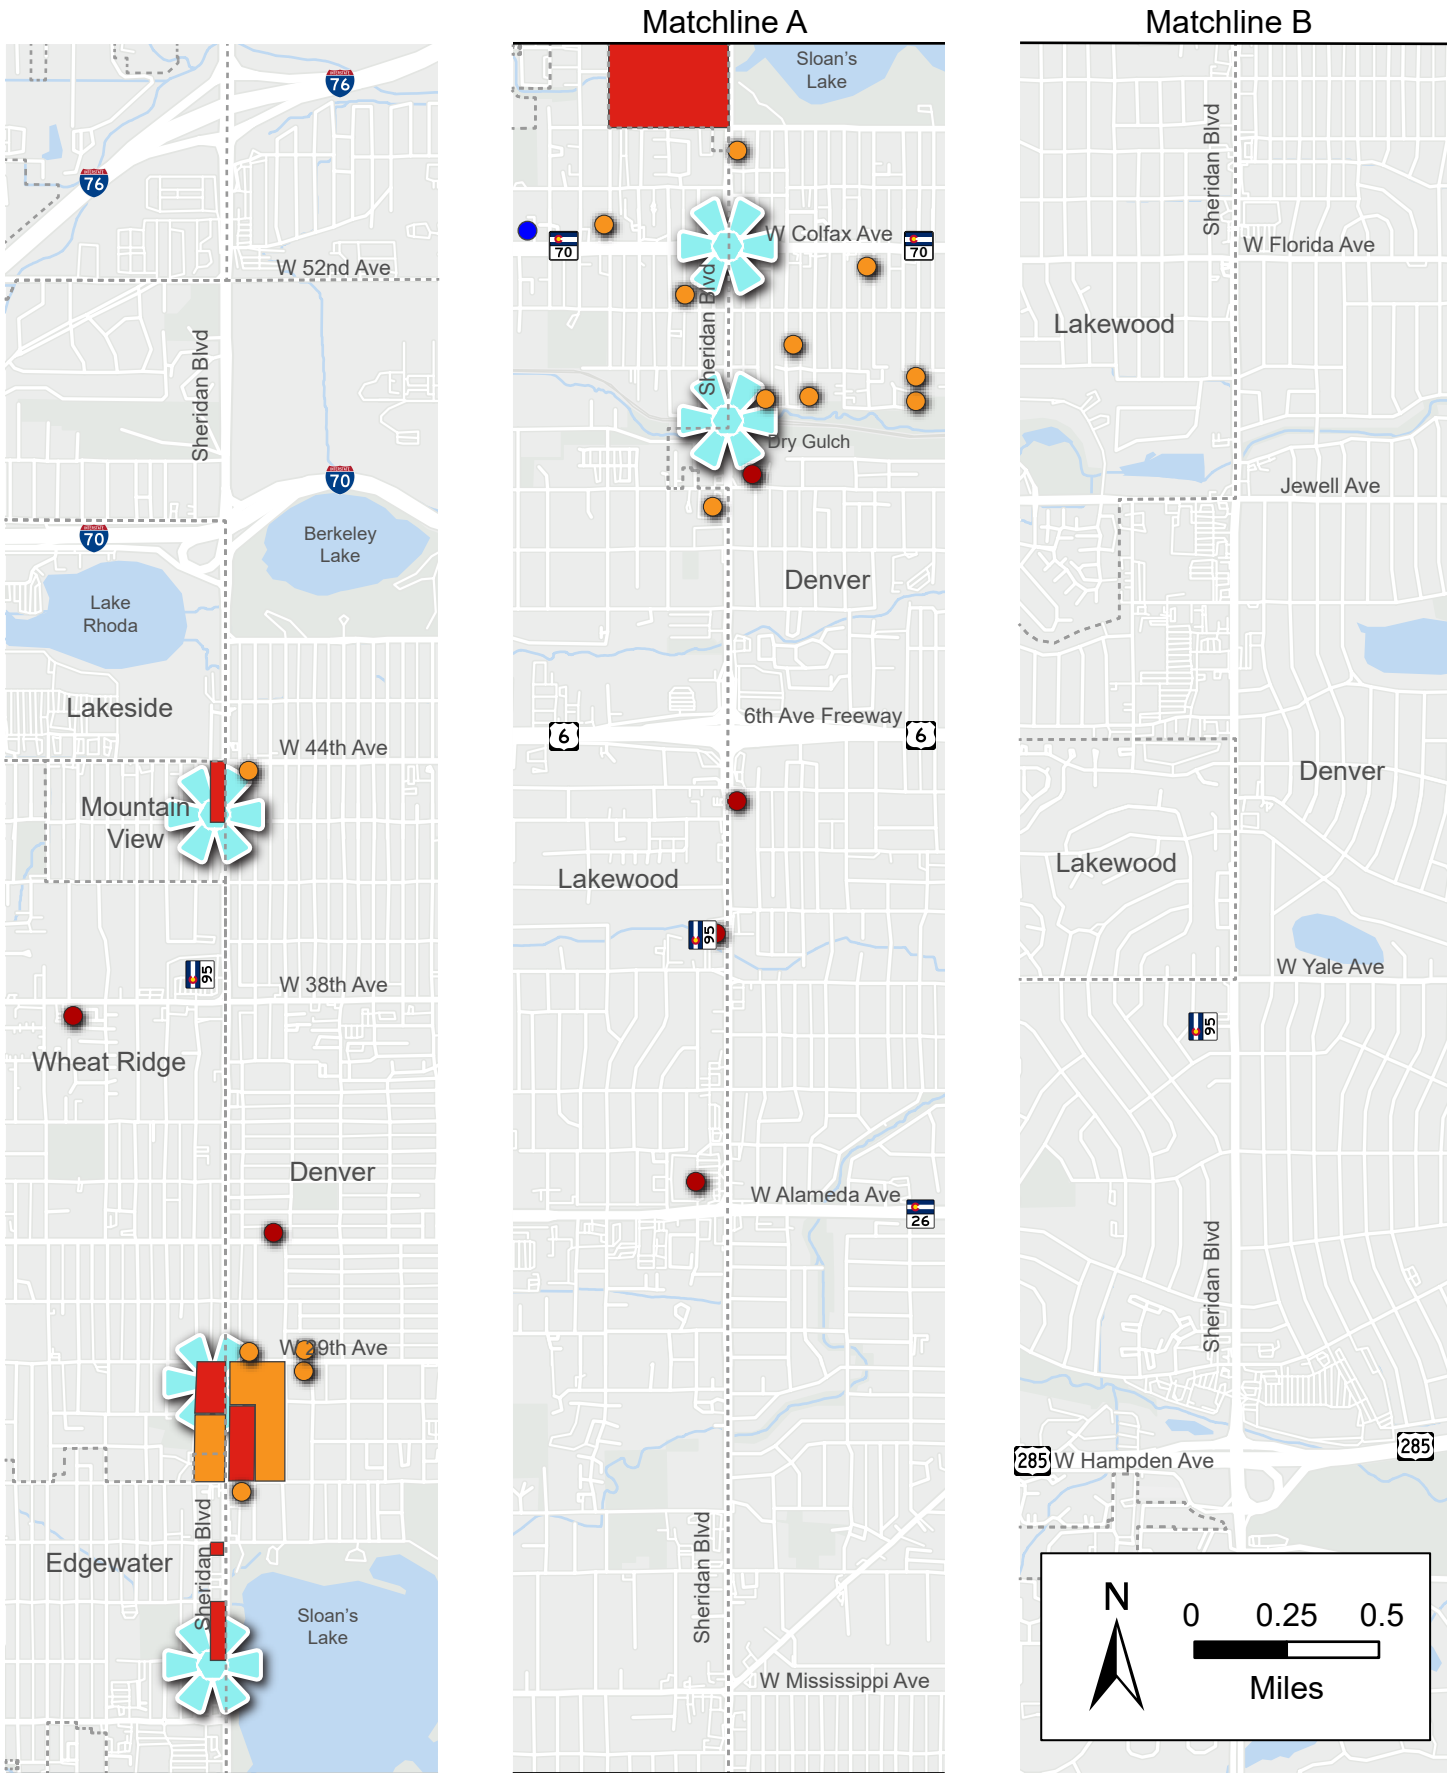 Matchline A
Matchline B
76
76
W 52nd Ave
Sheridan Blvd
70
70
Berkeley
Lake
Lake
Rhoda
Lakeside
W 44th Ave
Mountain
View
95
W 38th Ave
Wheat Ridge
Denver
W 29th Ave
Sheridan Blvd
Edgewater
Sloan's
Lake
Sloan's
Lake
W Colfax Ave
70
70
Sheridan Blvd
Dry Gulch
Denver
6th Ave Freeway
6
6
Lakewood
95
W Alameda Ave
26
Sheridan Blvd
W Mississippi Ave
Sheridan Blvd
W Florida Ave
Lakewood
Jewell Ave
Denver
Lakewood
W Yale Ave
95
Sheridan Blvd
285
285
W Hampden Ave
N
0 0.25 0.5
Miles